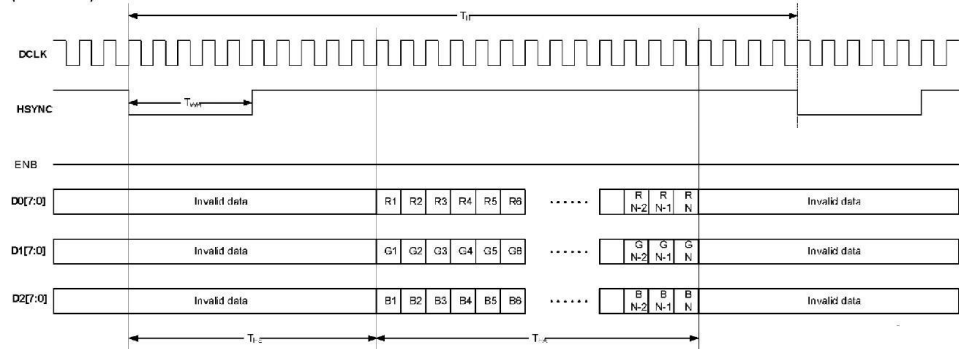 TH
DCLK
HSYNC
ENB
D0[7:0] Invalid data R1 R2 R3 R4 R5 R6 ...... R N-2 R N-1 R N Invalid data
D1[7:0] Invalid data G1 G2 G3 G4 G5 G6 ...... G N-2 G N-1 G N Invalid data
D2[7:0] Invalid data B1 B2 B3 B4 B5 B6 ...... B N-2 B N-1 B N Invalid data